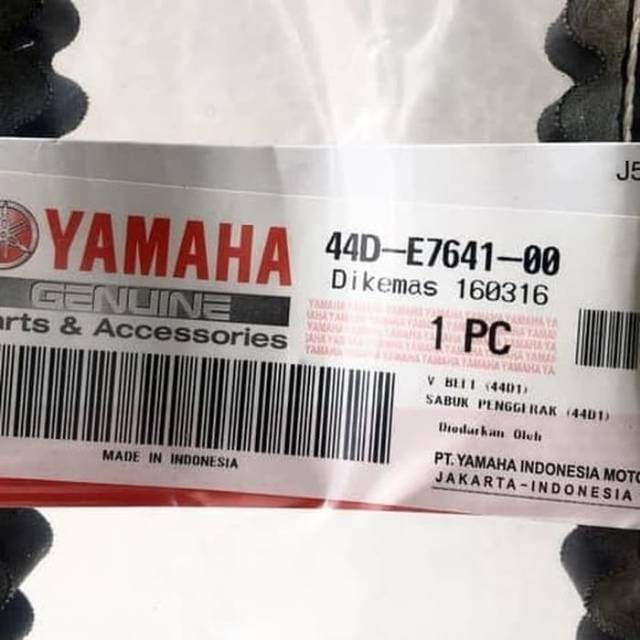 J5
YAMAHA
GENUINE
arts & Accessories
44D-E7641-00
Dikemas 160316
1 PC
V BELT (44D1)
SABUK PENGGERAK (44D1)
Diedarkan Oleh
MADE IN INDONESIA
PT. YAMAHA INDONESIA MOTO
JAKARTA-INDONESIA